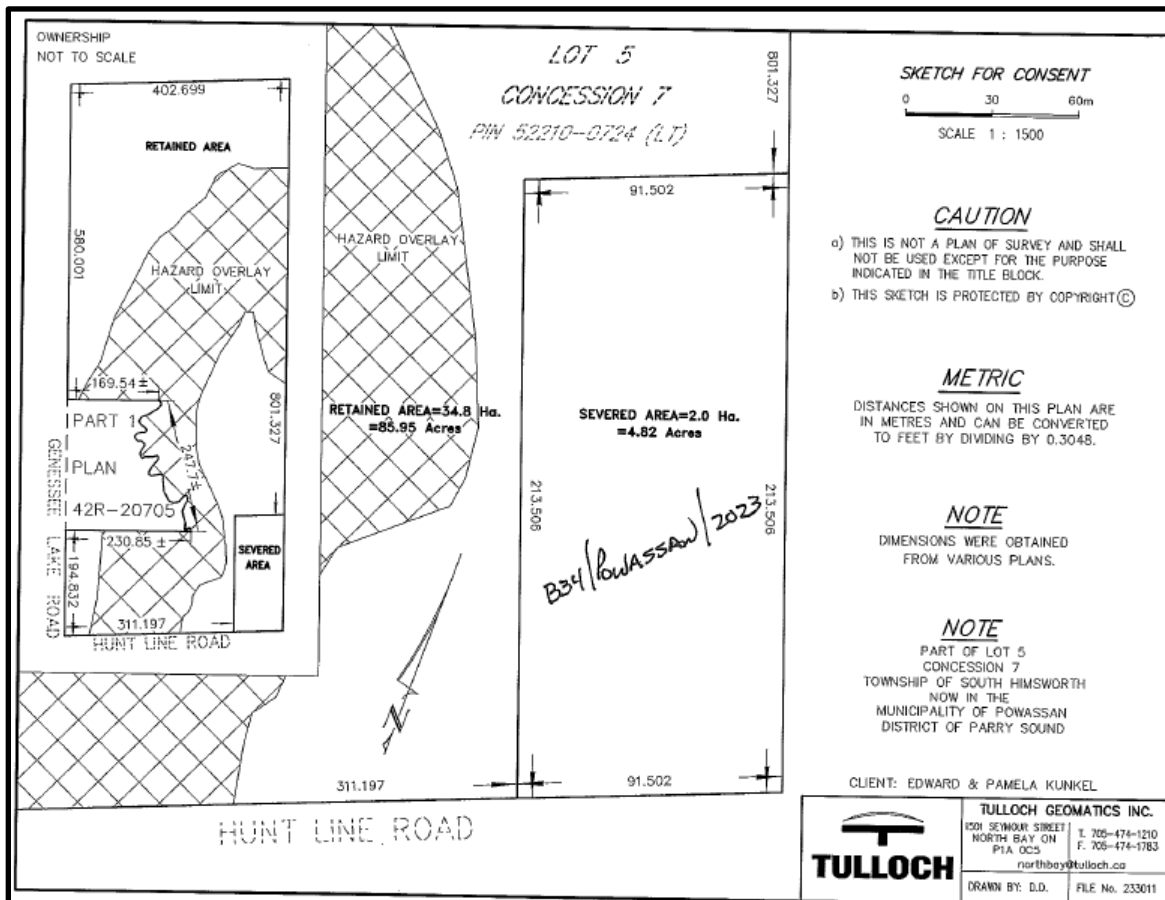 OWNERSHIP
NOT TO SCALE
402.699
RETAINED AREA
580.001
HAZARD OVERLAY
LIMIT
169.54 ±
PART 1
PLAN
42R-20705
247.7±
801.327
230.85 ±
SEVERED
AREA
GENESSEE LAKE ROAD
194.832
311.197
HUNT LINE ROAD
LOT 5
CONCESSION 7
PIN 52210-0724 (LT)
801.327
91.502
HAZARD OVERLAY
LIMIT
RETAINED AREA=34.8 Ha.
=85.95 Acres
SEVERED AREA=2.0 Ha.
=4.82 Acres
213.506
213.506
B34/POWASSAN/2023
N
311.197
91.502
HUNT LINE ROAD
SKETCH FOR CONSENT
0 30 60m
SCALE 1 : 1500
CAUTION
a) THIS IS NOT A PLAN OF SURVEY AND SHALL
NOT BE USED EXCEPT FOR THE PURPOSE
INDICATED IN THE TITLE BLOCK.
b) THIS SKETCH IS PROTECTED BY COPYRIGHT ©
METRIC
DISTANCES SHOWN ON THIS PLAN ARE
IN METRES AND CAN BE CONVERTED
TO FEET BY DIVIDING BY 0.3048.
NOTE
DIMENSIONS WERE OBTAINED
FROM VARIOUS PLANS.
NOTE
PART OF LOT 5
CONCESSION 7
TOWNSHIP OF SOUTH HIMSWORTH
NOW IN THE
MUNICIPALITY OF POWASSAN
DISTRICT OF PARRY SOUND
CLIENT: EDWARD & PAMELA KUNKEL
TULLOCH
TULLOCH GEOMATICS INC.
1501 SEYMOUR STREET
NORTH BAY ON
P1A 0C5
T. 705-474-1210
F. 705-474-1783
northbay@tulloch.ca
DRAWN BY: D.D.
FILE No. 233011